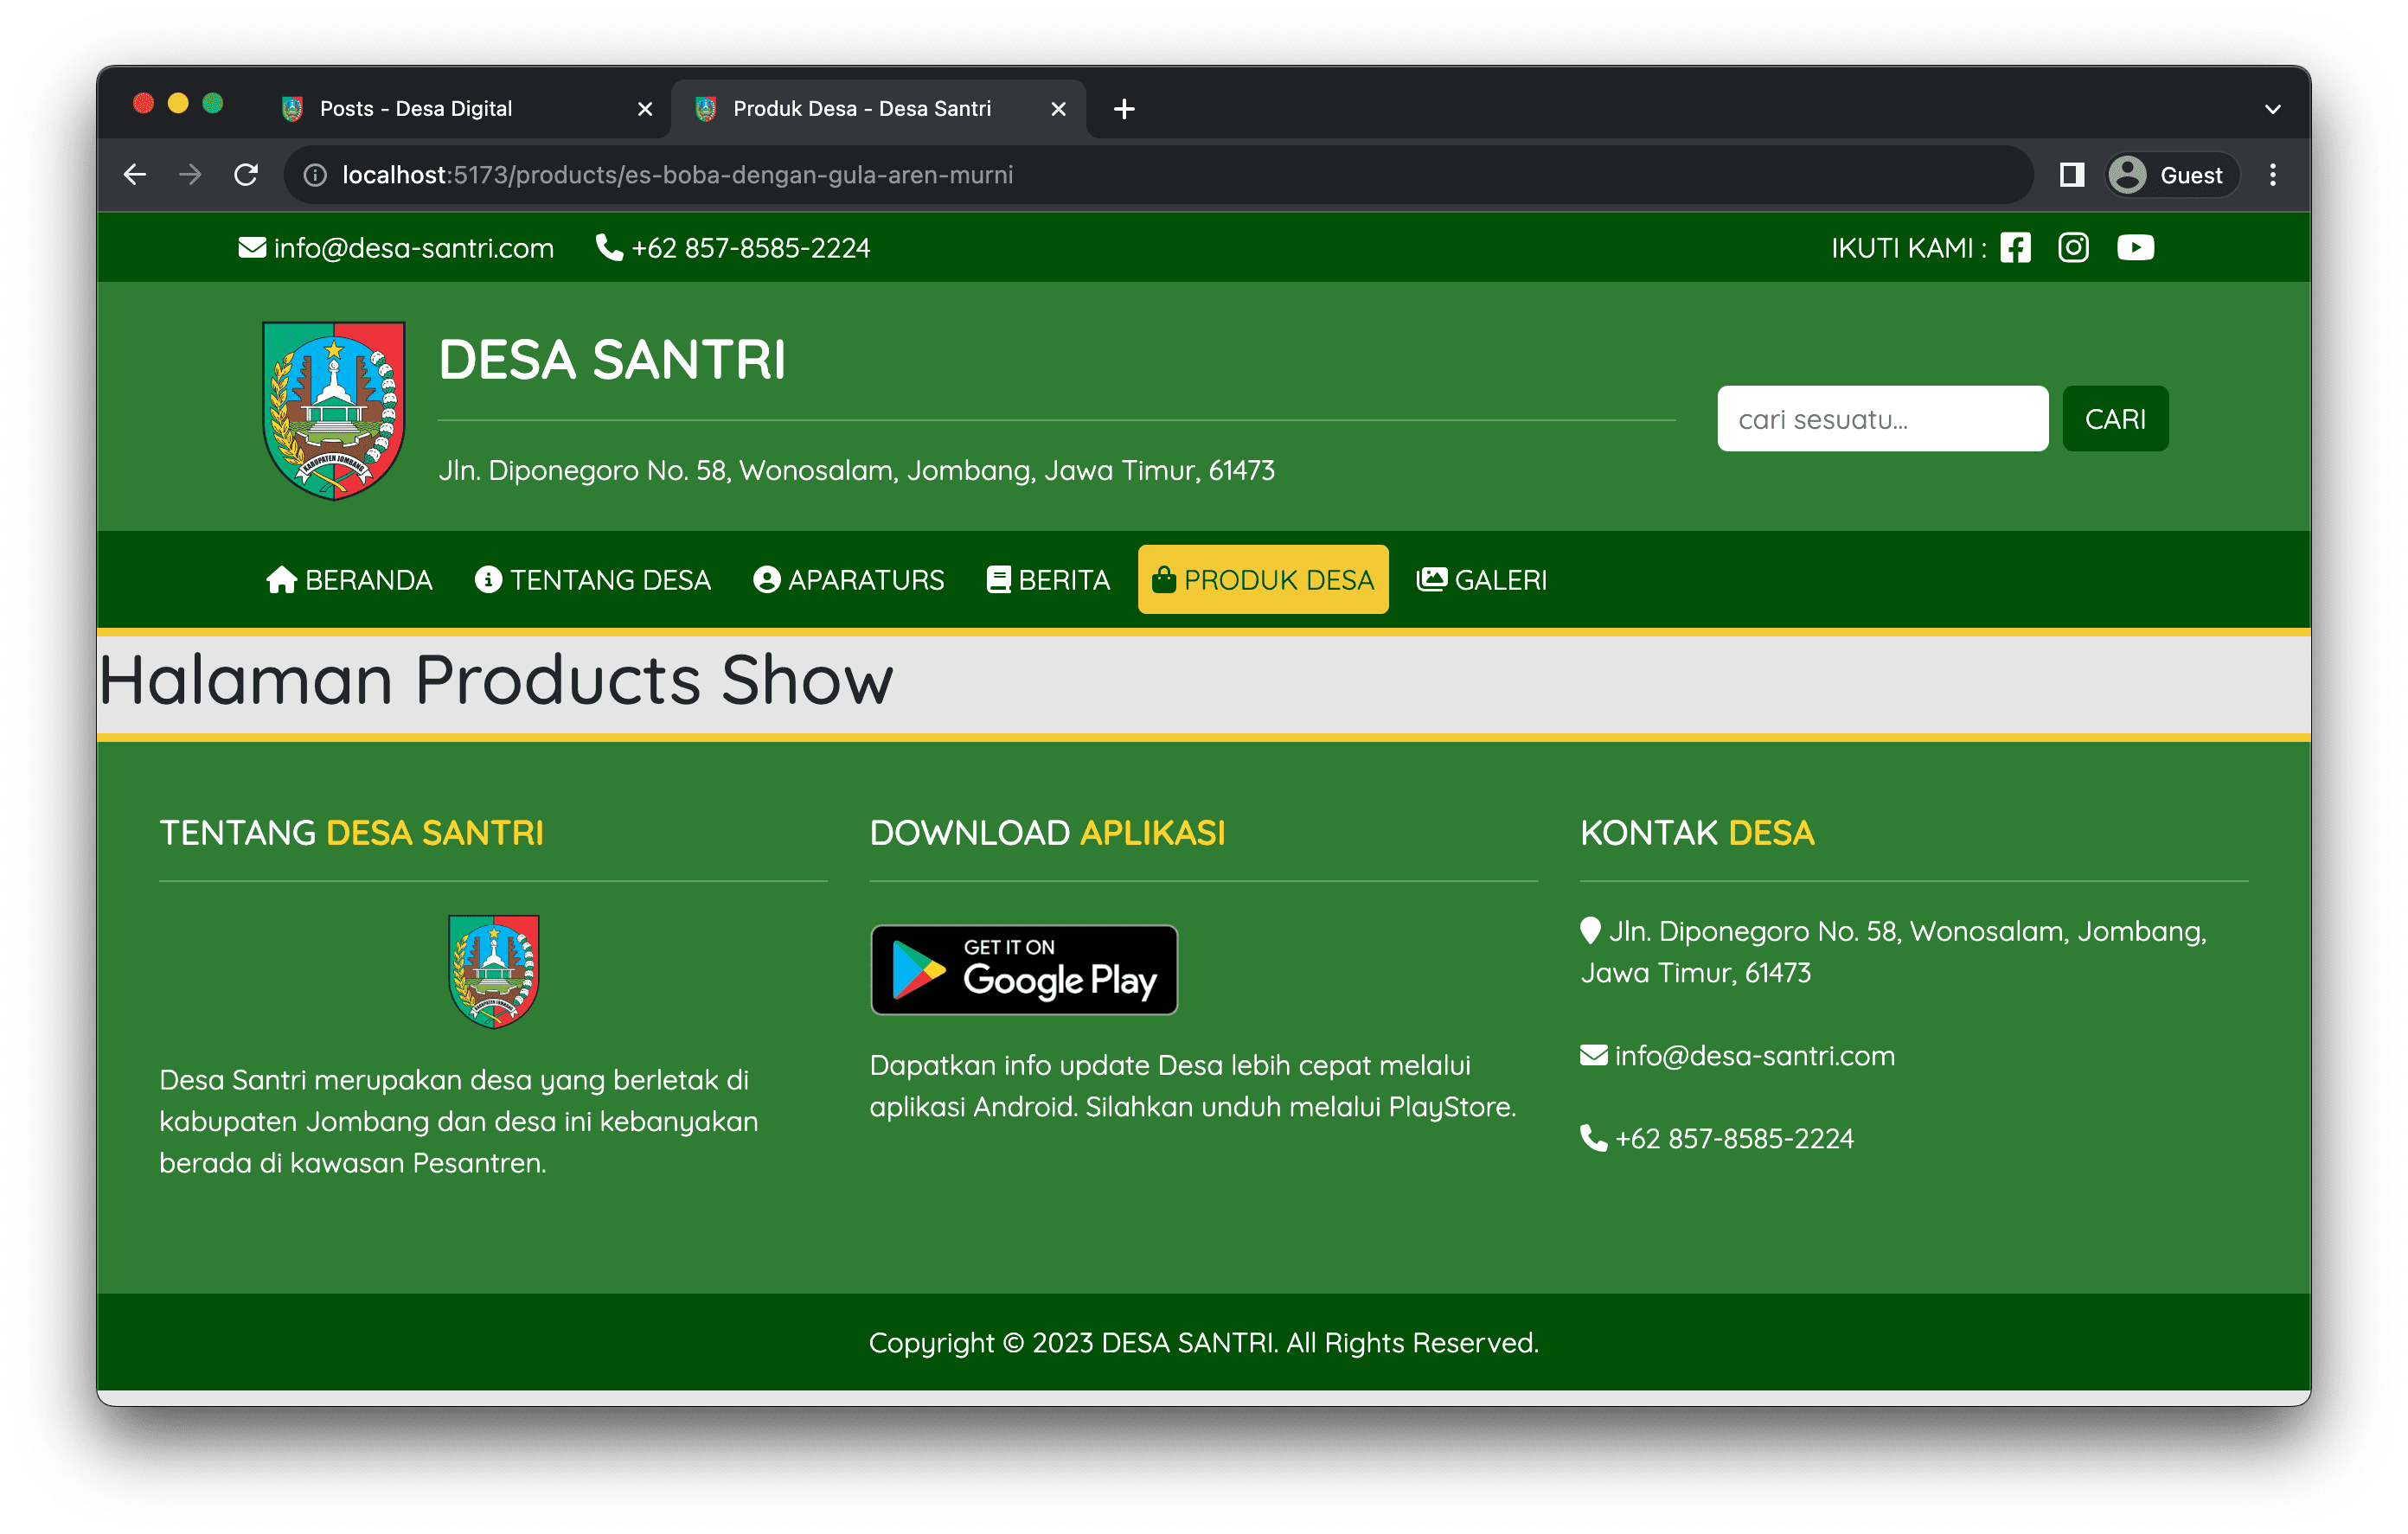 Posts - Desa Digital
Produk Desa - Desa Santri
localhost:5173/products/es-boba-dengan-gula-aren-murni
Guest
info@desa-santri.com +62 857-8585-2224
IKUTI KAMI :
KABUPATEN JOMBANG
DESA SANTRI
Jln. Diponegoro No. 58, Wonosalam, Jombang, Jawa Timur, 61473
cari sesuatu...
CARI
BERANDA TENTANG DESA APARATURS BERITA PRODUK DESA GALERI
Halaman Products Show
TENTANG DESA SANTRI
KABUPATEN JOMBANG
Desa Santri merupakan desa yang berletak di
kabupaten Jombang dan desa ini kebanyakan
berada di kawasan Pesantren.
DOWNLOAD APLIKASI
GET IT ON
Google Play
Dapatkan info update Desa lebih cepat melalui
aplikasi Android. Silahkan unduh melalui PlayStore.
KONTAK DESA
Jln. Diponegoro No. 58, Wonosalam, Jombang,
Jawa Timur, 61473
info@desa-santri.com
+62 857-8585-2224
Copyright © 2023 DESA SANTRI. All Rights Reserved.